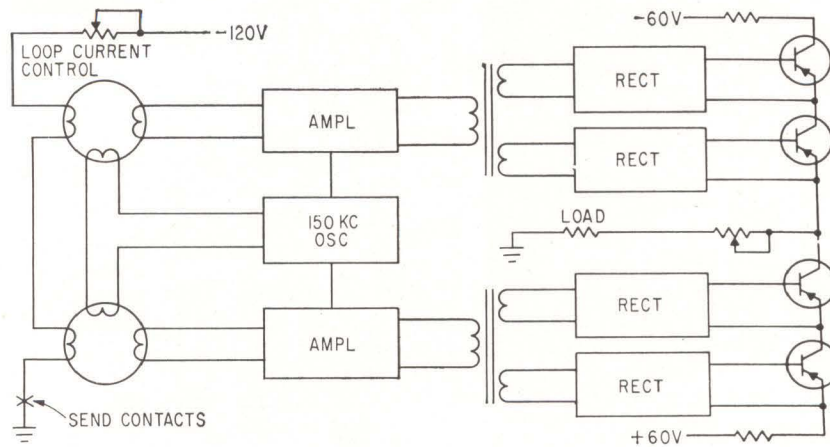 -120V
LOOP CURRENT
CONTROL
-60V
AMPL
RECT
RECT
150 KC
OSC
LOAD
AMPL
RECT
RECT
SEND CONTACTS
+60V